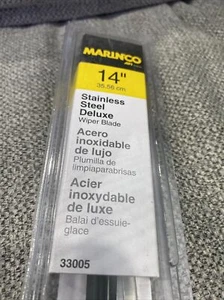 MARINCO
14"
35.56 cm
Stainless
Steel
Deluxe
Wiper Blade
Acero
inoxidable
de lujo
Plumilla de
limpiaparabrisas
Acier
inoxydable
de luxe
Balai d'essuie-
glace
33005